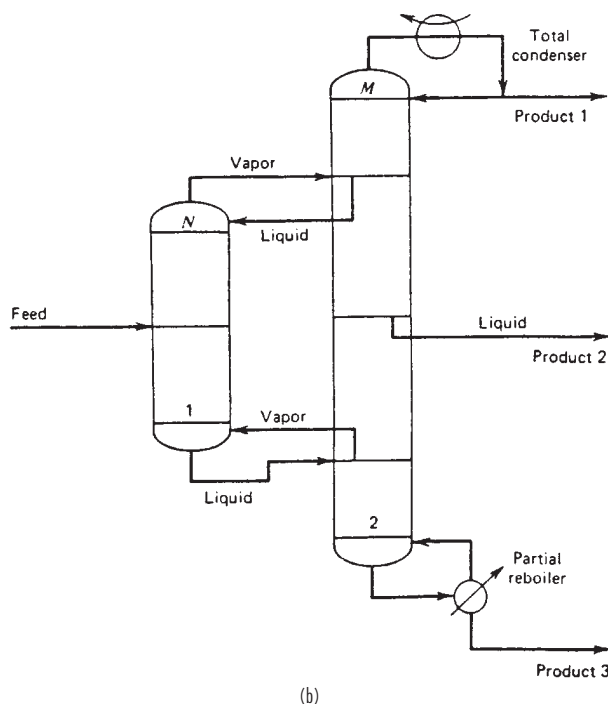 Total
condenser
M
Product 1
Vapor
N
Liquid
Feed
Liquid
Product 2
1
Vapor
Liquid
2
Partial
reboiler
Product 3
(b)